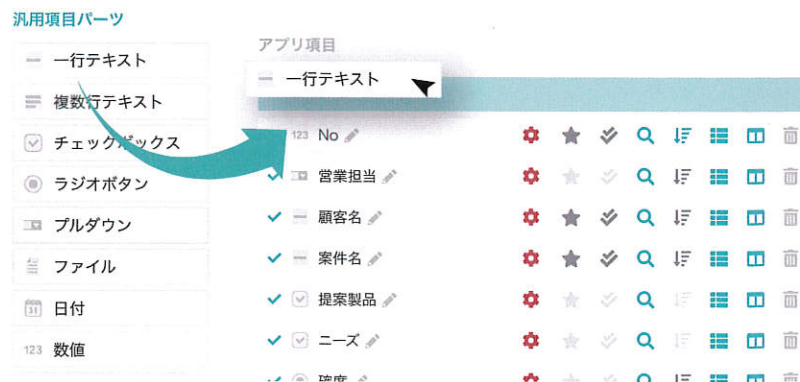 汎用項目パーツ
一行テキスト
複数行テキスト
チェックボックス
ラジオボタン
プルダウン
ファイル
31 日付
123 数値
アプリ項目
一行テキスト
123 No
営業担当
顧客名
案件名
提案製品
ニーズ
確度